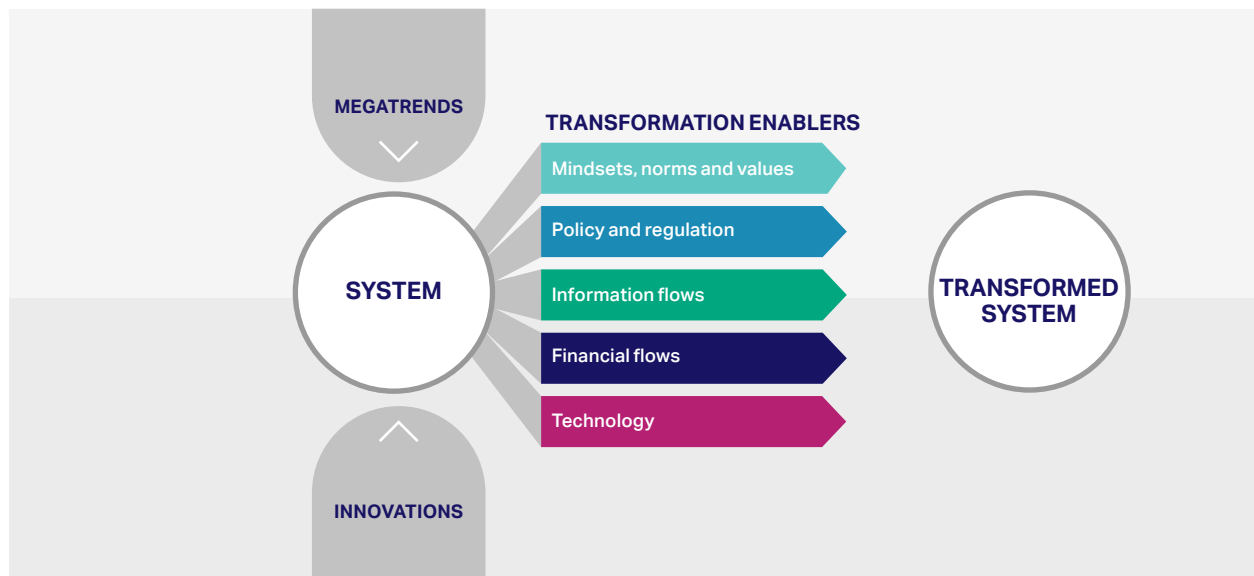 MEGATRENDS
TRANSFORMATION ENABLERS
Mindsets, norms and values
Policy and regulation
SYSTEM
Information flows
TRANSFORMED
SYSTEM
Financial flows
Technology
INNOVATIONS